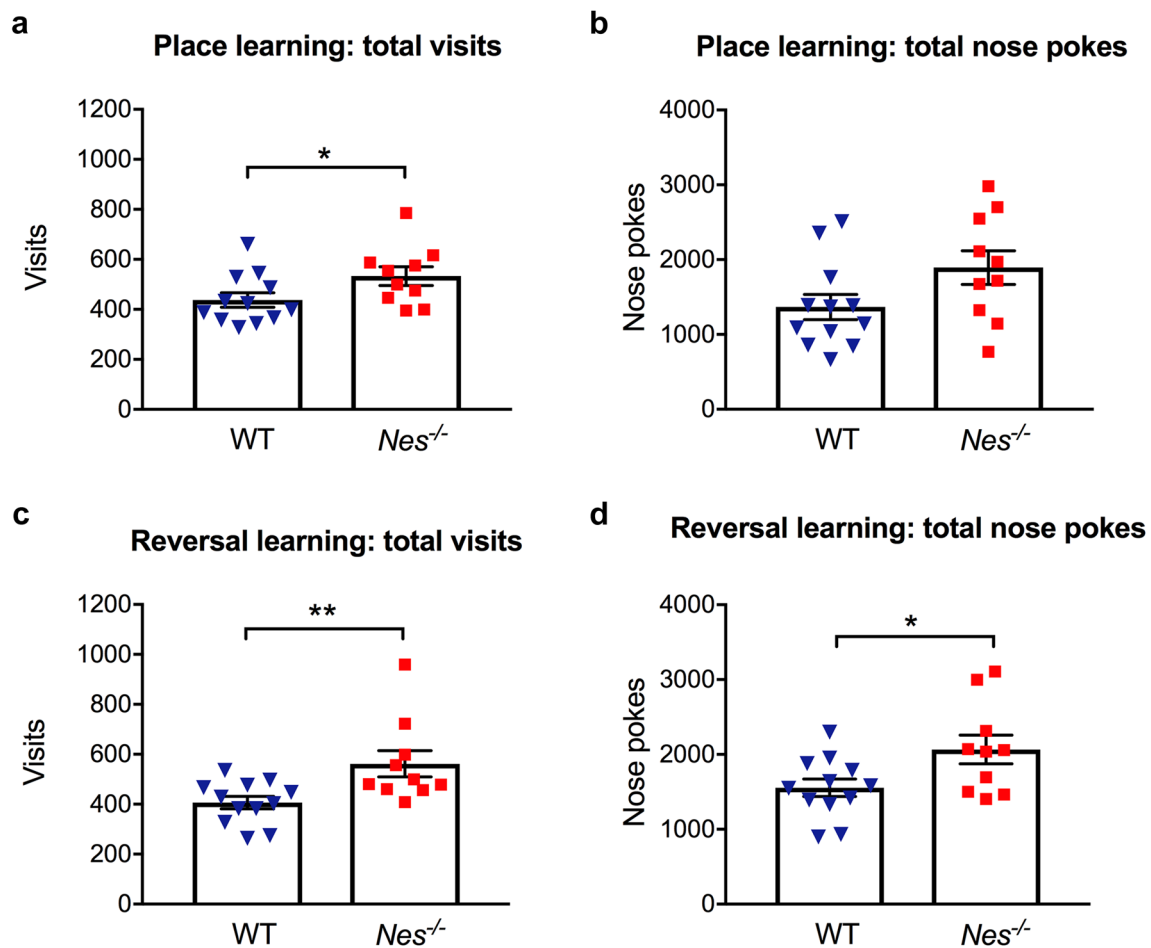 a
Place learning: total visits
1200
1000
800
600
400
200
0
Visits
*
WT
Nes-/-
b
Place learning: total nose pokes
4000
3000
2000
1000
0
Nose pokes
WT
Nes-/-
c
Reversal learning: total visits
1200
1000
800
600
400
200
0
Visits
**
WT
Nes-/-
d
Reversal learning: total nose pokes
4000
3000
2000
1000
0
Nose pokes
*
WT
Nes-/-